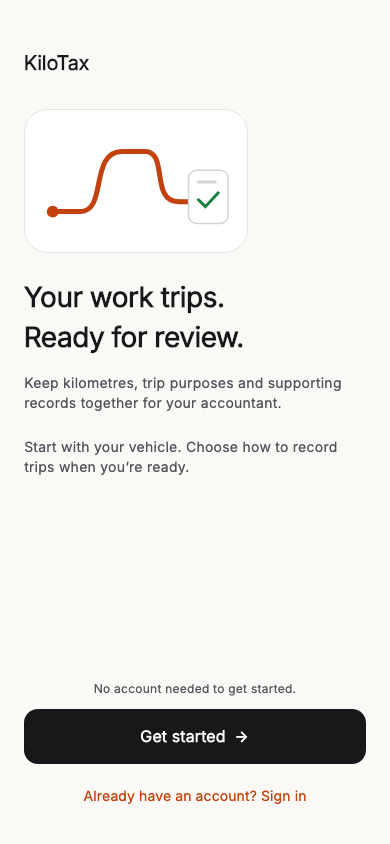 KiloTax
Your work trips.
Ready for review.
Keep kilometres, trip purposes and supporting
records together for your accountant.
Start with your vehicle. Choose how to record
trips when you’re ready.
No account needed to get started.
Get started →
Already have an account? Sign in